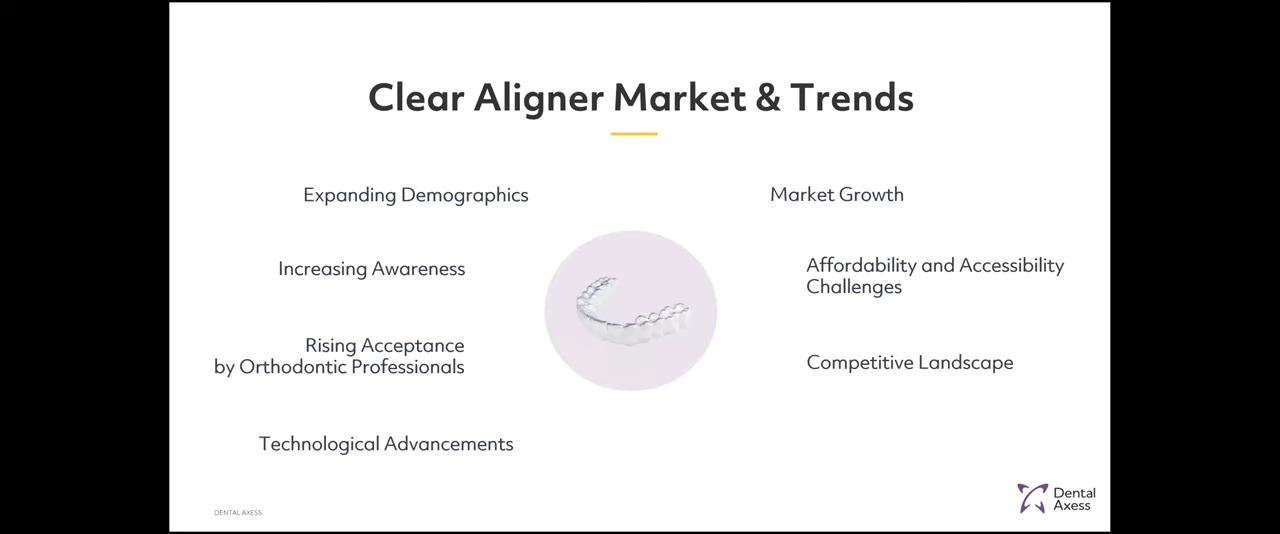 Clear Aligner Market & Trends
Expanding Demographics
Increasing Awareness
Rising Acceptance
by Orthodontic Professionals
Technological Advancements
Market Growth
Affordability and Accessibility
Challenges
Competitive Landscape
DENTAL AXESS
Dental
Axess